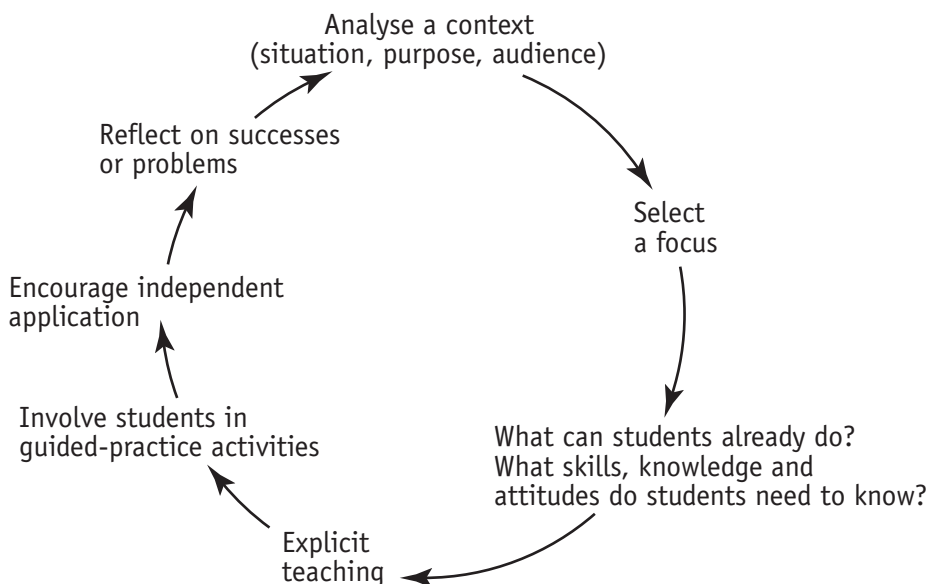 Analyse a context
(situation, purpose, audience)
Select
a focus
What can students already do?
What skills, knowledge and
attitudes do students need to know?
Explicit
teaching
Involve students in
guided-practice activities
Encourage independent
application
Reflect on successes
or problems